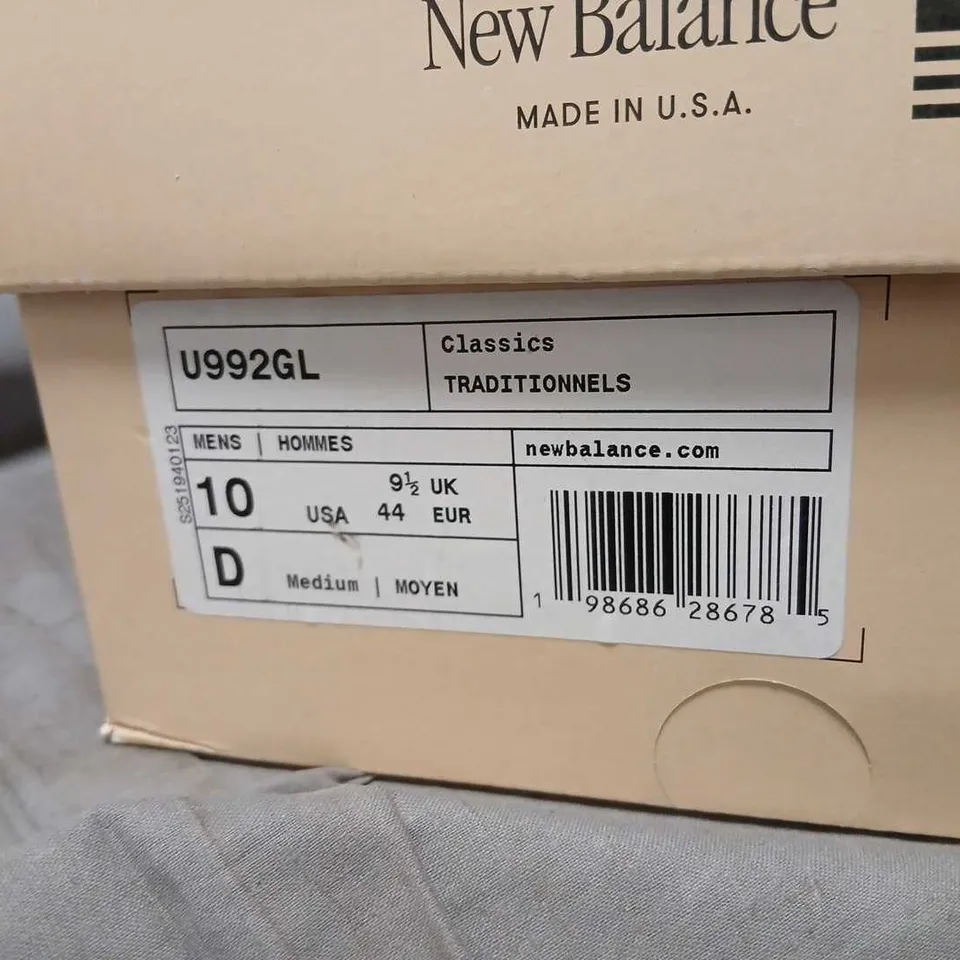 New Balance
MADE IN U.S.A.
U992GL
Classics
TRADITIONNELS
S251940123
MENS | HOMMES
newbalance.com
10 USA
9½ UK
44 EUR
D Medium | MOYEN
1 98686 28678 5